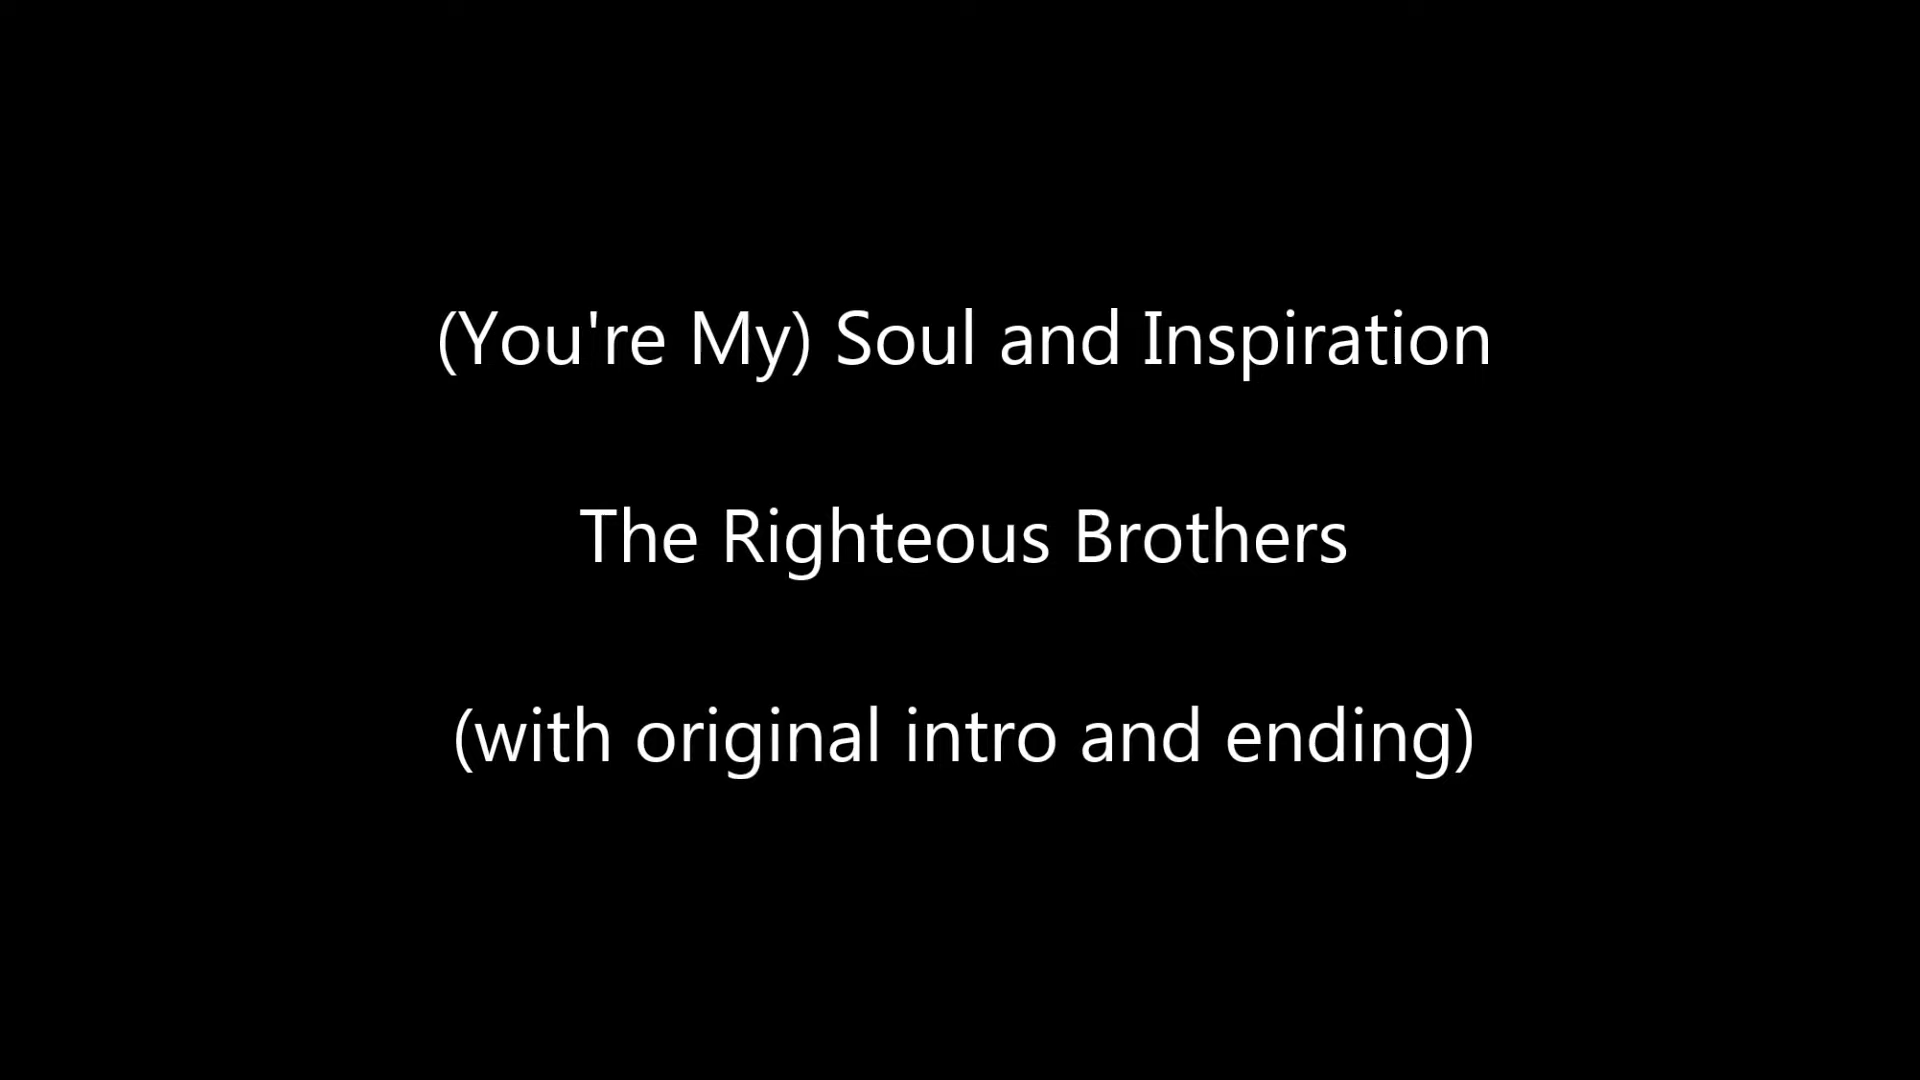 (You're My) Soul and Inspiration
The Righteous Brothers
(with original intro and ending)